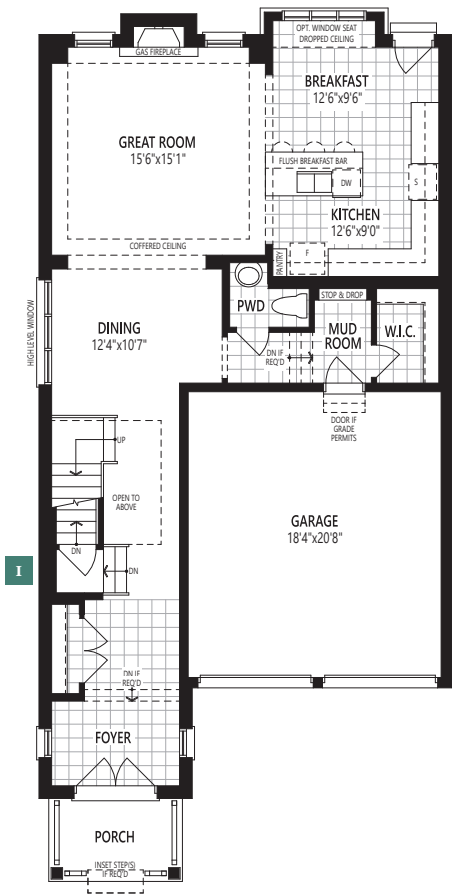 OPT. WINDOW SEAT
DROPPED CEILING
GAS FIREPLACE
BREAKFAST
12'6"x9'6"
GREAT ROOM
15'6"x15'1"
FLUSH BREAKFAST BAR
DW
S
KITCHEN
12'6"x9'0"
COFFERED CEILING
PANTRY
F
PWD
STOP & DROP
HIGH LEVEL WINDOW
DINING
12'4"x10'7"
MUD
ROOM
W.I.C.
DN IF
REQ'D
DOOR IF
GRADE
PERMITS
UP
OPEN TO
ABOVE
GARAGE
18'4"x20'8"
DN
DN
I
DN IF
REQ'D
FOYER
PORCH
INSET STEP(S)
IF REQ'D